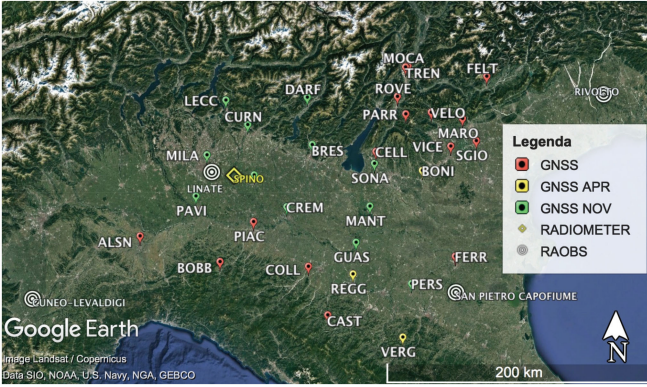 MOCA
TREN
FELT
ROVE
RIVOLTO
DARF
LECC
PARR
VELO
CURN
MARO
VICE
SGIO
BRES
CELL
MILA
BONI
SONA
LINATE
SPINO
PAVI
CREM
MANT
PIAC
ALSN
GUAS
BOBB
COLL
FERR
REGG
PERS
CUNEO-LEVALDIGI
SAN PIETRO CAPOFIUME
CAST
VERG
Legenda
GNSS
GNSS APR
GNSS NOV
RADIOMETER
RAOBS
Google Earth
Image Landsat / Copernicus
Data SIO, NOAA, U.S. Navy, NGA, GEBCO
N
200 km